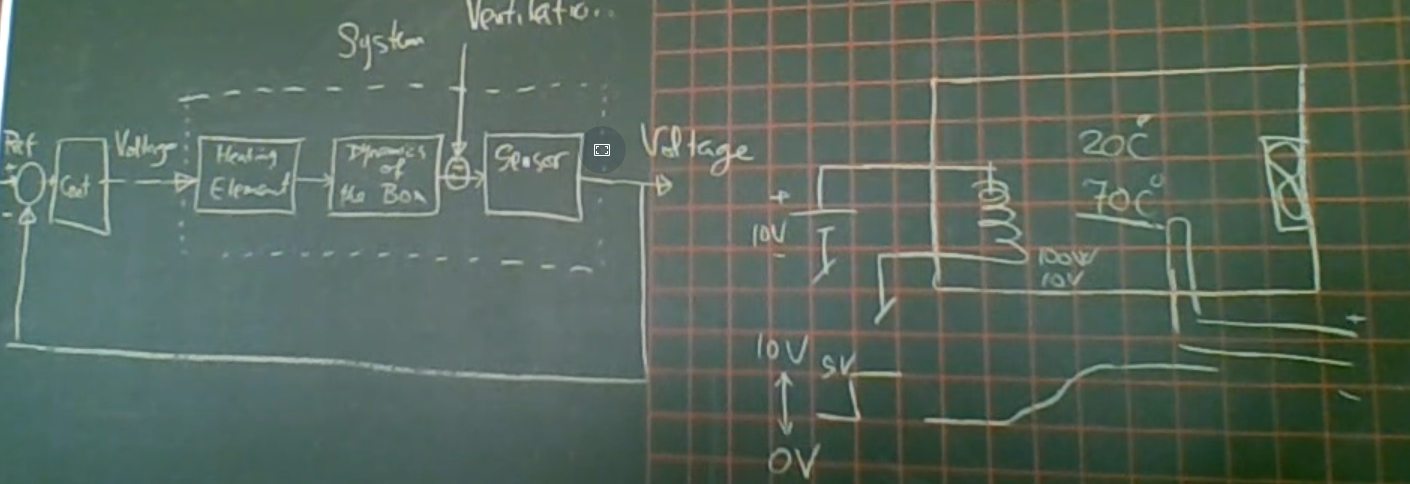 Ventilatio..
System
Ref
Cont
Voltage
Heating
Element
Dynamics
of
the Box
Sensor
Voltage
+
-
-
20C°
70C°
+
10V
-
100W
10V
10V
5V
0V
+
-